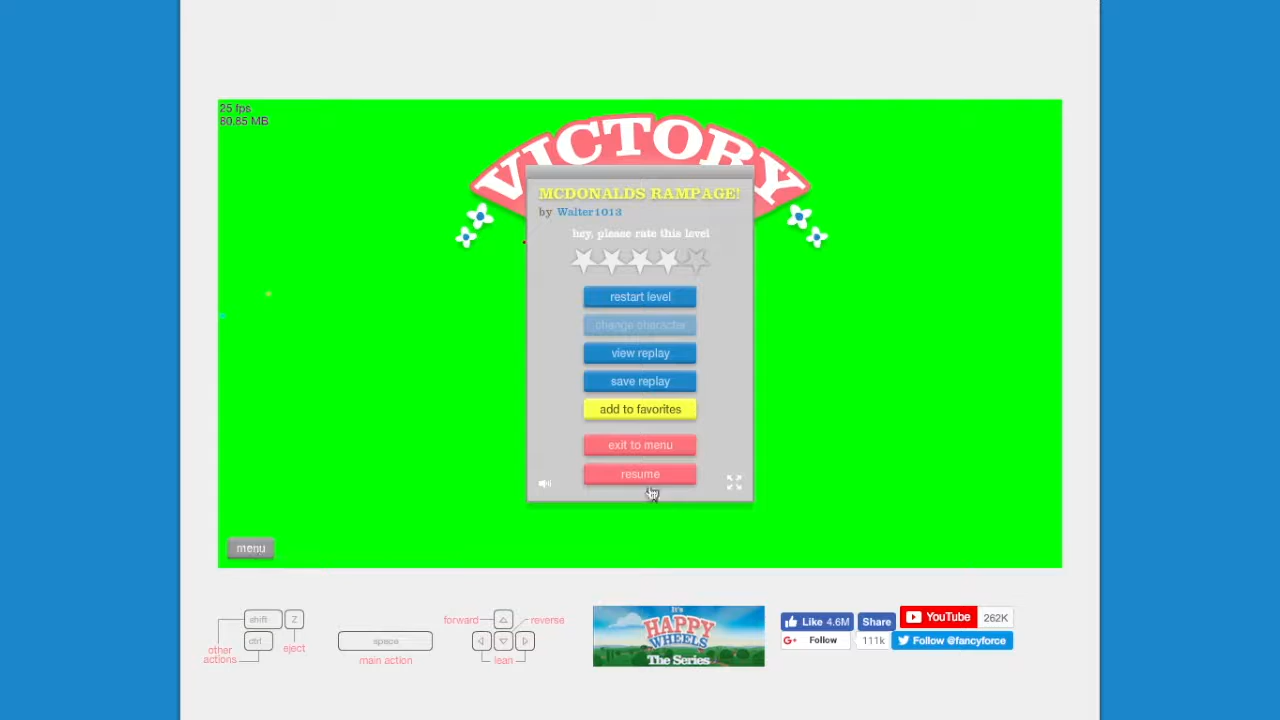 25 fps
80.85 MB
VICTORY
MCDONALDS RAMPAGE!
by Walter1013
hey, please rate this level
restart level
change character
view replay
save replay
add to favorites
exit to menu
resume
menu
shift Z
ctrl
other actions
eject
space
main action
forward
reverse
lean
It's
HAPPY
WHEELS
The Series
Like 4.6M Share
YouTube 262K
G+ Follow 111k
Follow @fancyforce